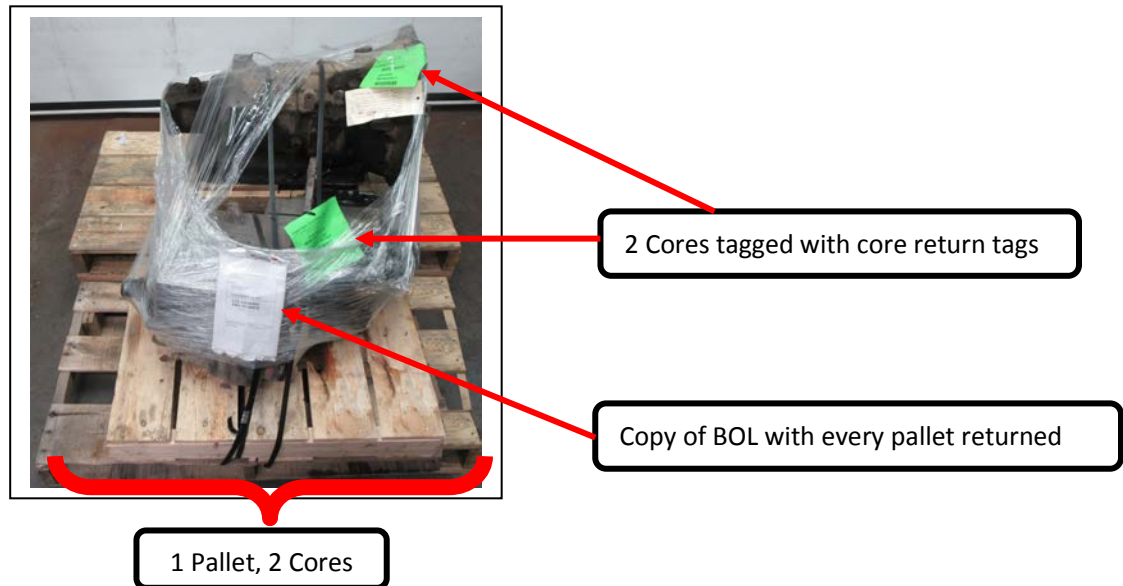 2 Cores tagged with core return tags
Copy of BOL with every pallet returned
1 Pallet, 2 Cores